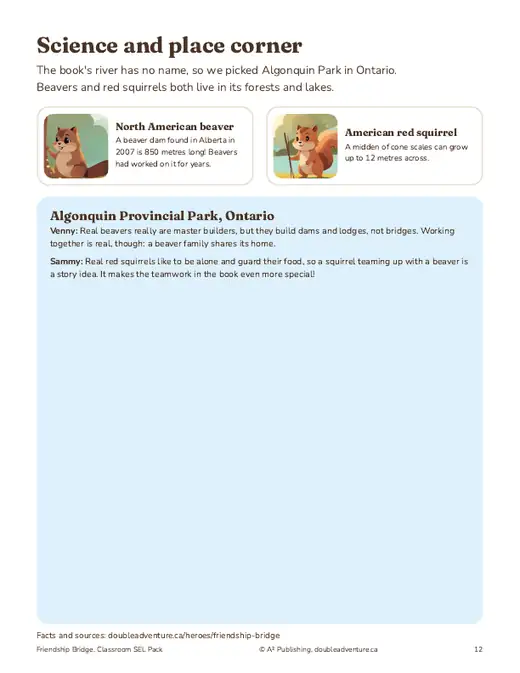 Science and place corner
The book's river has no name, so we picked Algonquin Park in Ontario.
Beavers and red squirrels both live in its forests and lakes.
North American beaver
A beaver dam found in Alberta in
2007 is 850 metres long! Beavers
had worked on it for years.
American red squirrel
A midden of cone scales can grow
up to 12 metres across.
Algonquin Provincial Park, Ontario
Venny: Real beavers really are master builders, but they build dams and lodges, not bridges. Working
together is real, though: a beaver family shares its home.
Sammy: Real red squirrels like to be alone and guard their food, so a squirrel teaming up with a beaver is
a story idea. It makes the teamwork in the book even more special!
Facts and sources: doubleadventure.ca/heroes/friendship-bridge
Friendship Bridge, Classroom SEL Pack
© A² Publishing, doubleadventure.ca
12